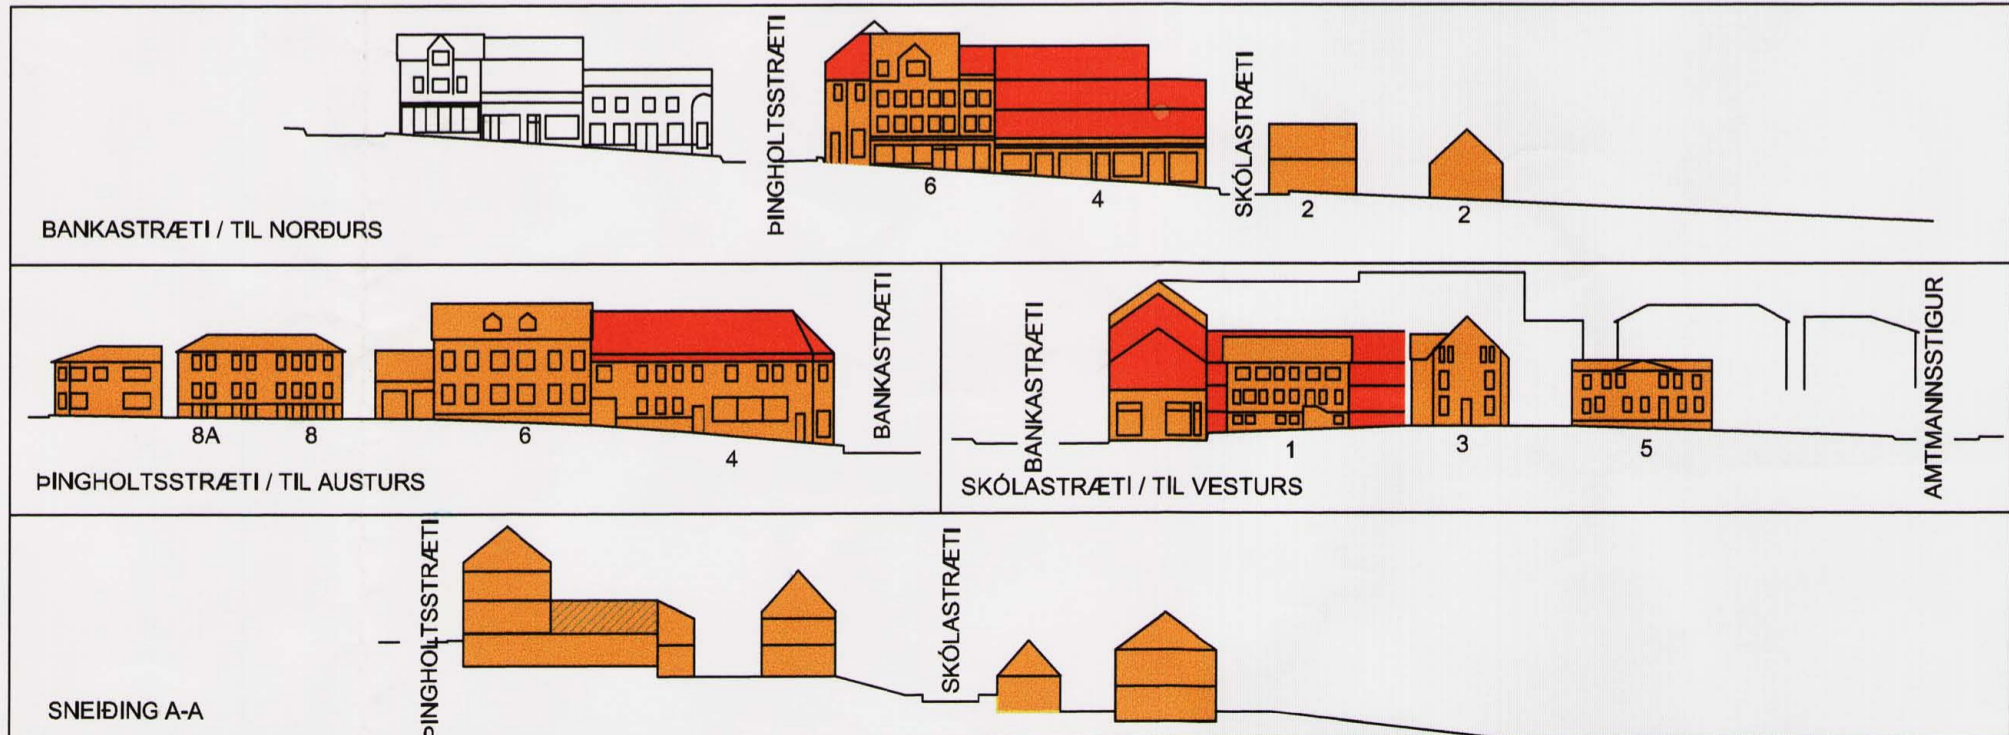 ÞINGHOLTSSTRÆTI
SKÓLASTRÆTI
6
4
2
2
BANKASTRÆTI / TIL NORÐURS
BANKASTRÆTI
8A
8
6
4
ÞINGHOLTSSTRÆTI / TIL AUSTURS
BANKASTRÆTI
AMTMANNSSTIGUR
1
3
5
SKÓLASTRÆTI / TIL VESTURS
ÞINGHOLTSSTRÆTI
SKÓLASTRÆTI
SNEIÐING A-A